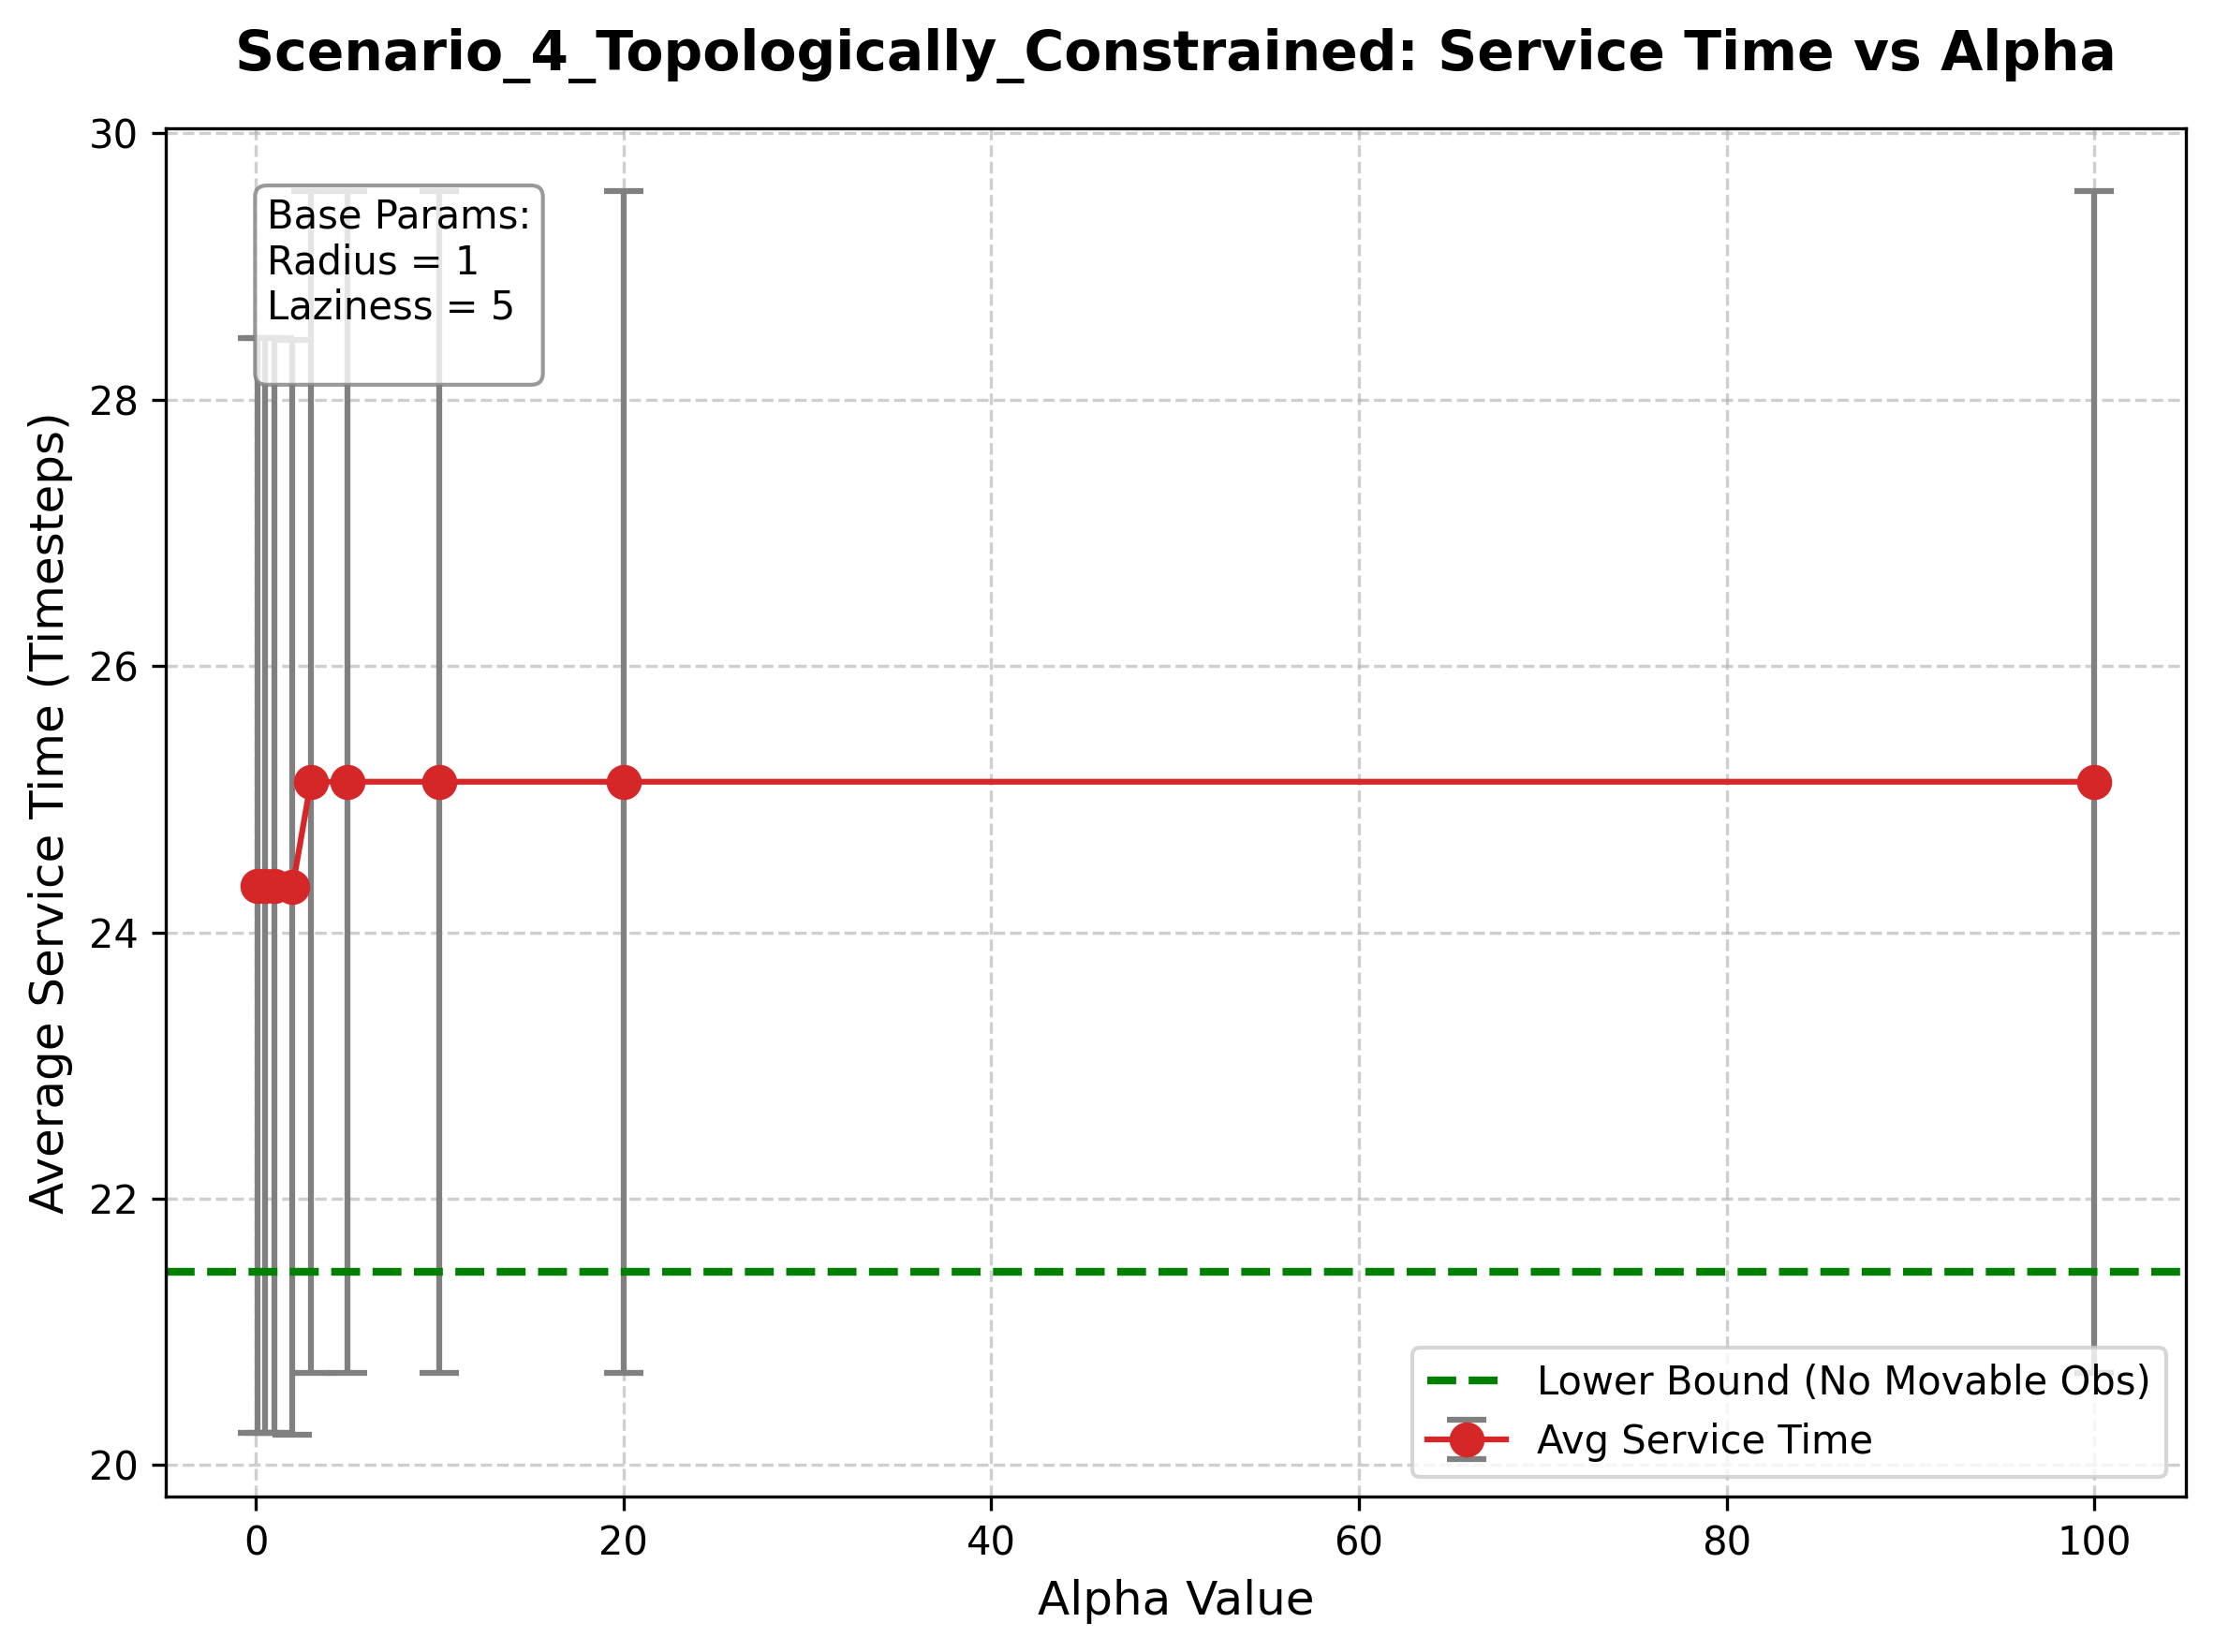 Scenario_4_Topologically_Constrained: Service Time vs Alpha
30
28
26
24
22
20
Average Service Time (Timesteps)
Base Params:
Radius = 1
Laziness = 5
Lower Bound (No Movable Obs)
Avg Service Time
0
20
40
60
80
100
Alpha Value